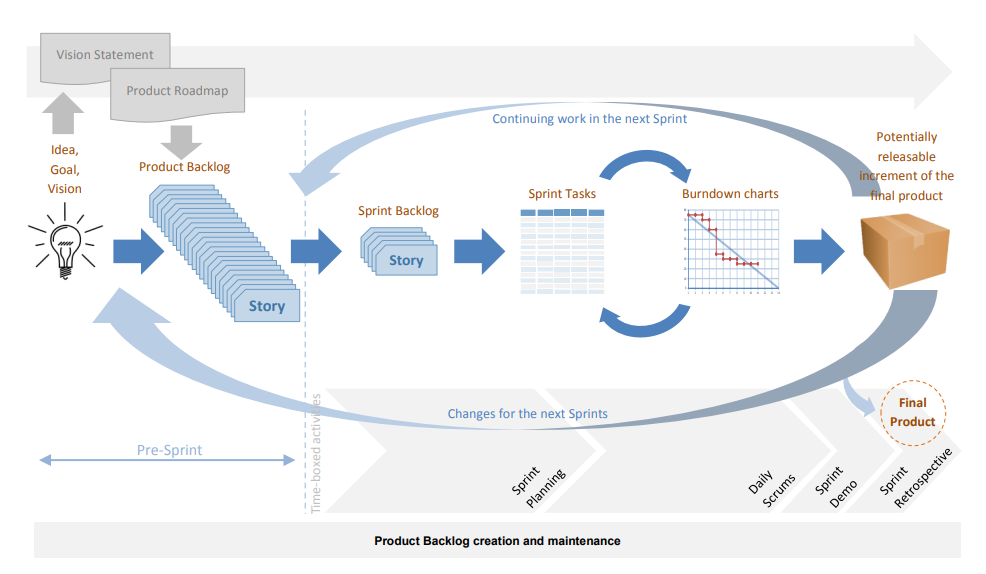 Vision Statement
Product Roadmap
Idea,
Goal,
Vision
Product Backlog
Story
Sprint Backlog
Story
Continuing work in the next Sprint
Sprint Tasks
Burndown charts
Potentially
releasable
increment of the
final product
Changes for the next Sprints
Final
Product
Pre-Sprint
Time-boxed activities
Sprint
Planning
Daily
Scrums
Sprint
Demo
Sprint
Retrospective
Product Backlog creation and maintenance